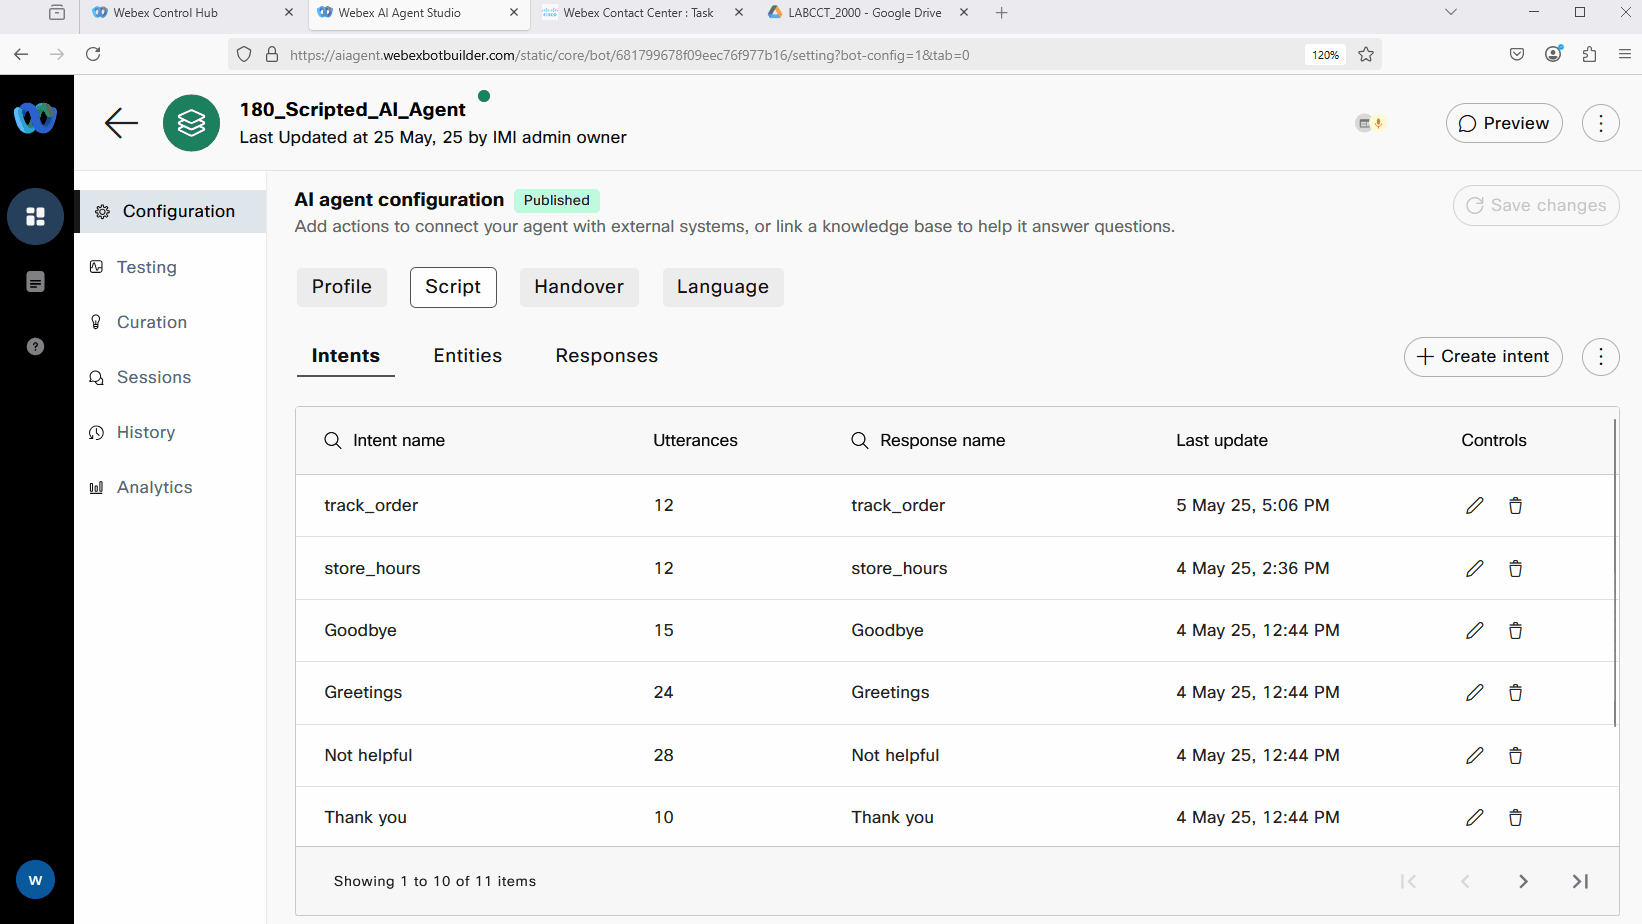 Webex Control Hub
Webex AI Agent Studio
Webex Contact Center : Task
LABCCT_2000 - Google Drive
https://aiagent.webexbotbuilder.com/static/core/bot/681799678f09eec76f977b16/setting?bot-config=1&tab=0
120%
180_Scripted_AI_Agent
Last Updated at 25 May, 25 by IMI admin owner
Preview
Configuration
Testing
Curation
Sessions
History
Analytics
W
AI agent configuration Published
Add actions to connect your agent with external systems, or link a knowledge base to help it answer questions.
Save changes
Profile Script Handover Language
Intents Entities Responses
Create intent
Intent name Utterances Response name Last update Controls
track_order 12 track_order 5 May 25, 5:06 PM
store_hours 12 store_hours 4 May 25, 2:36 PM
Goodbye 15 Goodbye 4 May 25, 12:44 PM
Greetings 24 Greetings 4 May 25, 12:44 PM
Not helpful 28 Not helpful 4 May 25, 12:44 PM
Thank you 10 Thank you 4 May 25, 12:44 PM
Showing 1 to 10 of 11 items